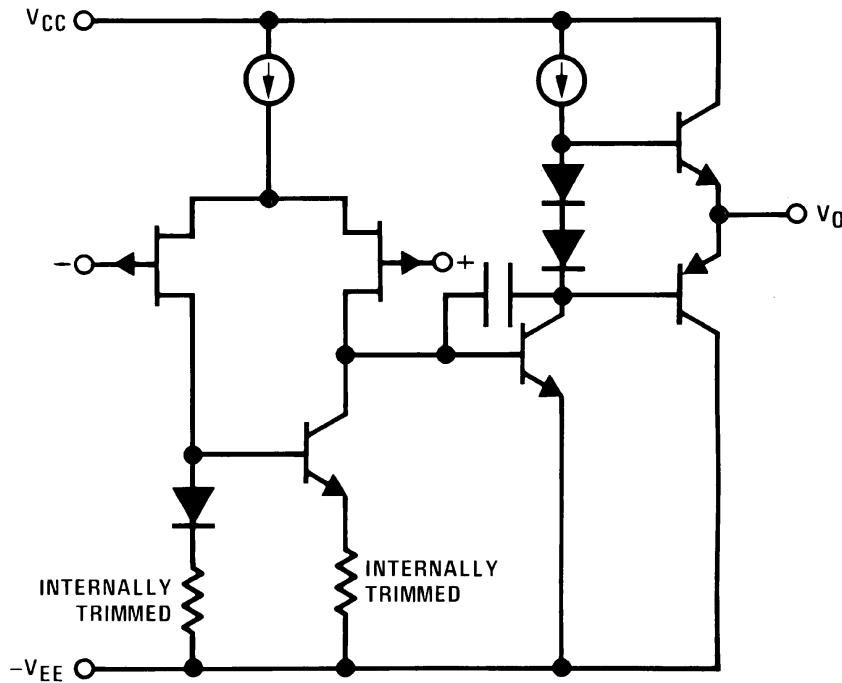 VCC
VO
−
+
INTERNALLY
TRIMMED
INTERNALLY
TRIMMED
−VEE